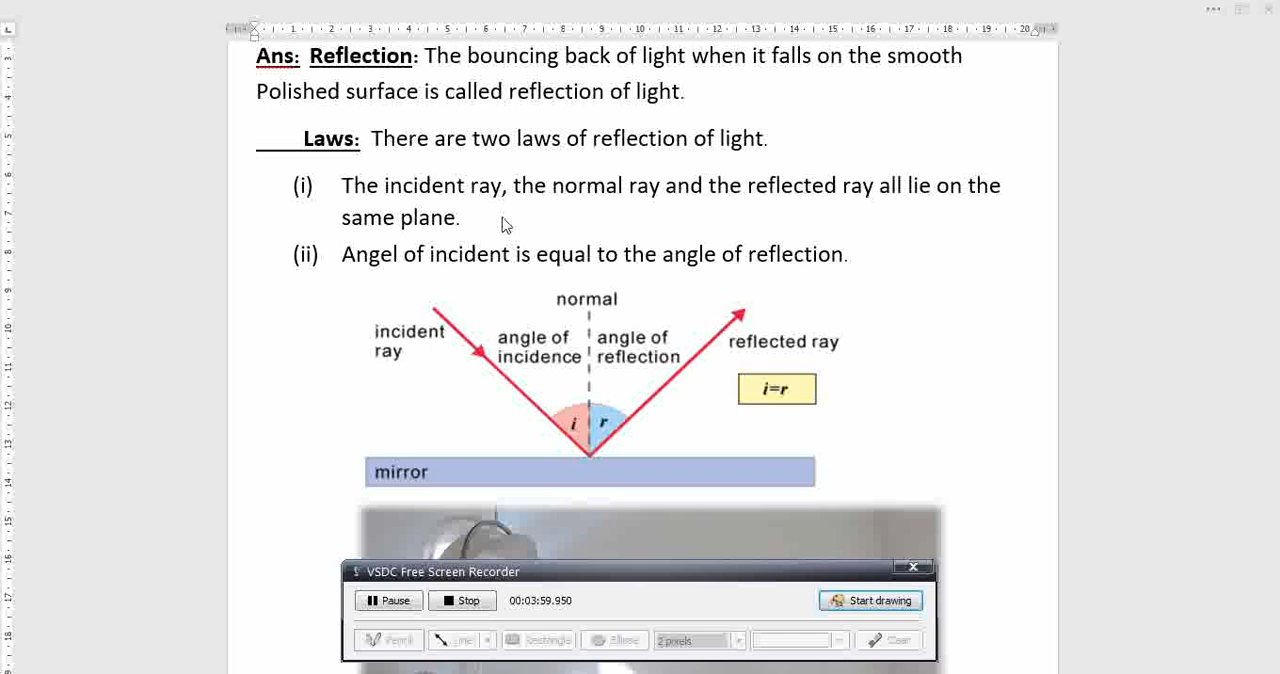 Ans: Reflection: The bouncing back of light when it falls on the smooth
Polished surface is called reflection of light.
Laws: There are two laws of reflection of light.
(i) The incident ray, the normal ray and the reflected ray all lie on the
same plane.
(ii) Angel of incident is equal to the angle of reflection.
normal
incident
ray
angle of
incidence
angle of
reflection
reflected ray
i=r
i r
mirror
VSDC Free Screen Recorder
Pause Stop 00:03:59.950 Start drawing
Pencil Line Rectangle Ellipse 2 pixels Clear